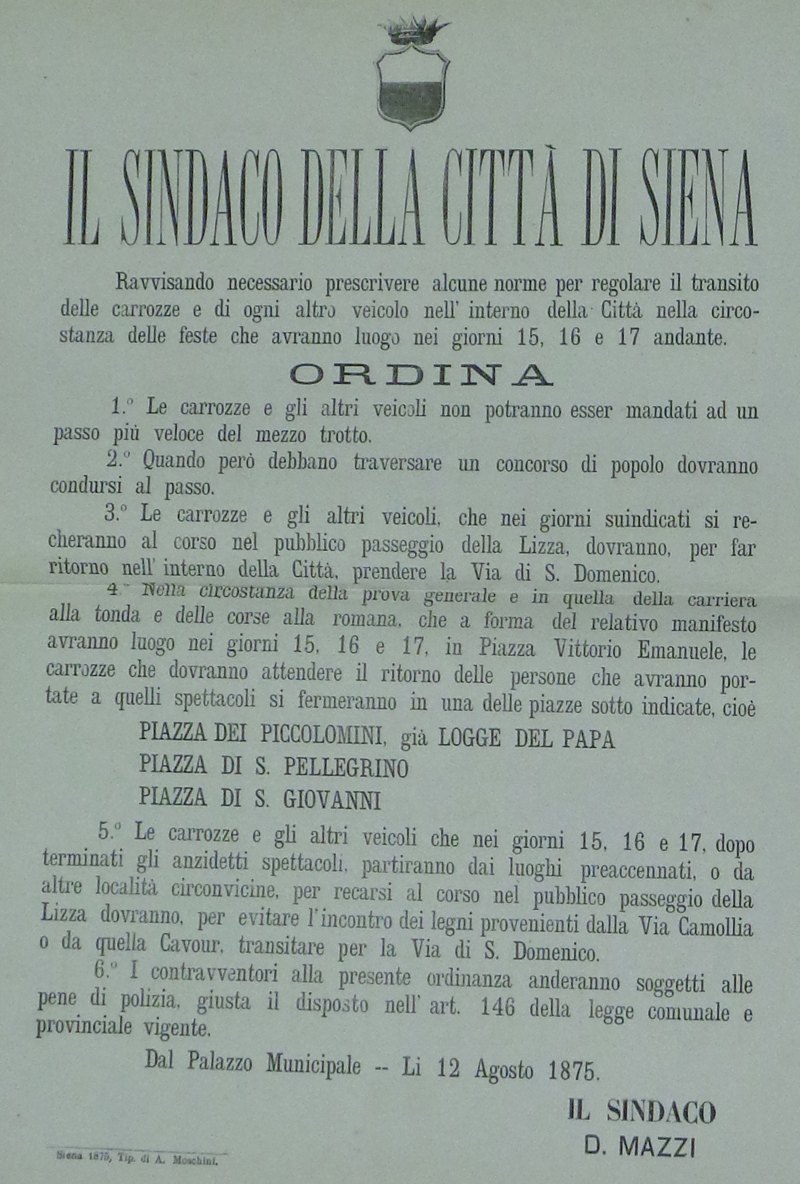 IL SINDACO DELLA CITTÀ DI SIENA
Ravvisando necessario prescrivere alcune norme per regolare il transito
delle carrozze e di ogni altro veicolo nell' interno della Città nella circo-
stanza delle feste che avranno luogo nei giorni 15, 16 e 17 andante.
ORDINA
1.º Le carrozze e gli altri veicoli non potranno esser mandati ad un
passo più veloce del mezzo trotto.
2.º Quando però debbano traversare un concorso di popolo dovranno
condursi al passo.
3.º Le carrozze e gli altri veicoli, che nei giorni suindicati si re-
cheranno al corso nel pubblico passeggio della Lizza, dovranno, per far
ritorno nell' interno della Città, prendere la Via di S. Domenico.
4.º Nella circostanza della prova generale e in quella della carriera
alla tonda e delle corse alla romana, che a forma del relativo manifesto
avranno luogo nei giorni 15, 16 e 17, in Piazza Vittorio Emanuele, le
carrozze che dovranno attendere il ritorno delle persone che avranno por-
tate a quelli spettacoli si fermeranno in una delle piazze sotto indicate, cioè
PIAZZA DEI PICCOLOMINI, già LOGGE DEL PAPA
PIAZZA DI S. PELLEGRINO
PIAZZA DI S. GIOVANNI
5.º Le carrozze e gli altri veicoli che nei giorni 15, 16 e 17, dopo
terminati gli anzidetti spettacoli, partiranno dai luoghi preaccennati, o da
altre località circonvicine, per recarsi al corso nel pubblico passeggio della
Lizza dovranno, per evitare l'incontro dei legni provenienti dalla Via Camollia
o da quella Cavour, transitare per la Via di S. Domenico.
6.º I contravventori alla presente ordinanza anderanno soggetti alle
pene di polizia, giusta il disposto nell' art. 146 della legge comunale e
provinciale vigente.
Dal Palazzo Municipale -- Li 12 Agosto 1875.
IL SINDACO
D. MAZZI
Siena 1875, Tip. di A. Moschini.